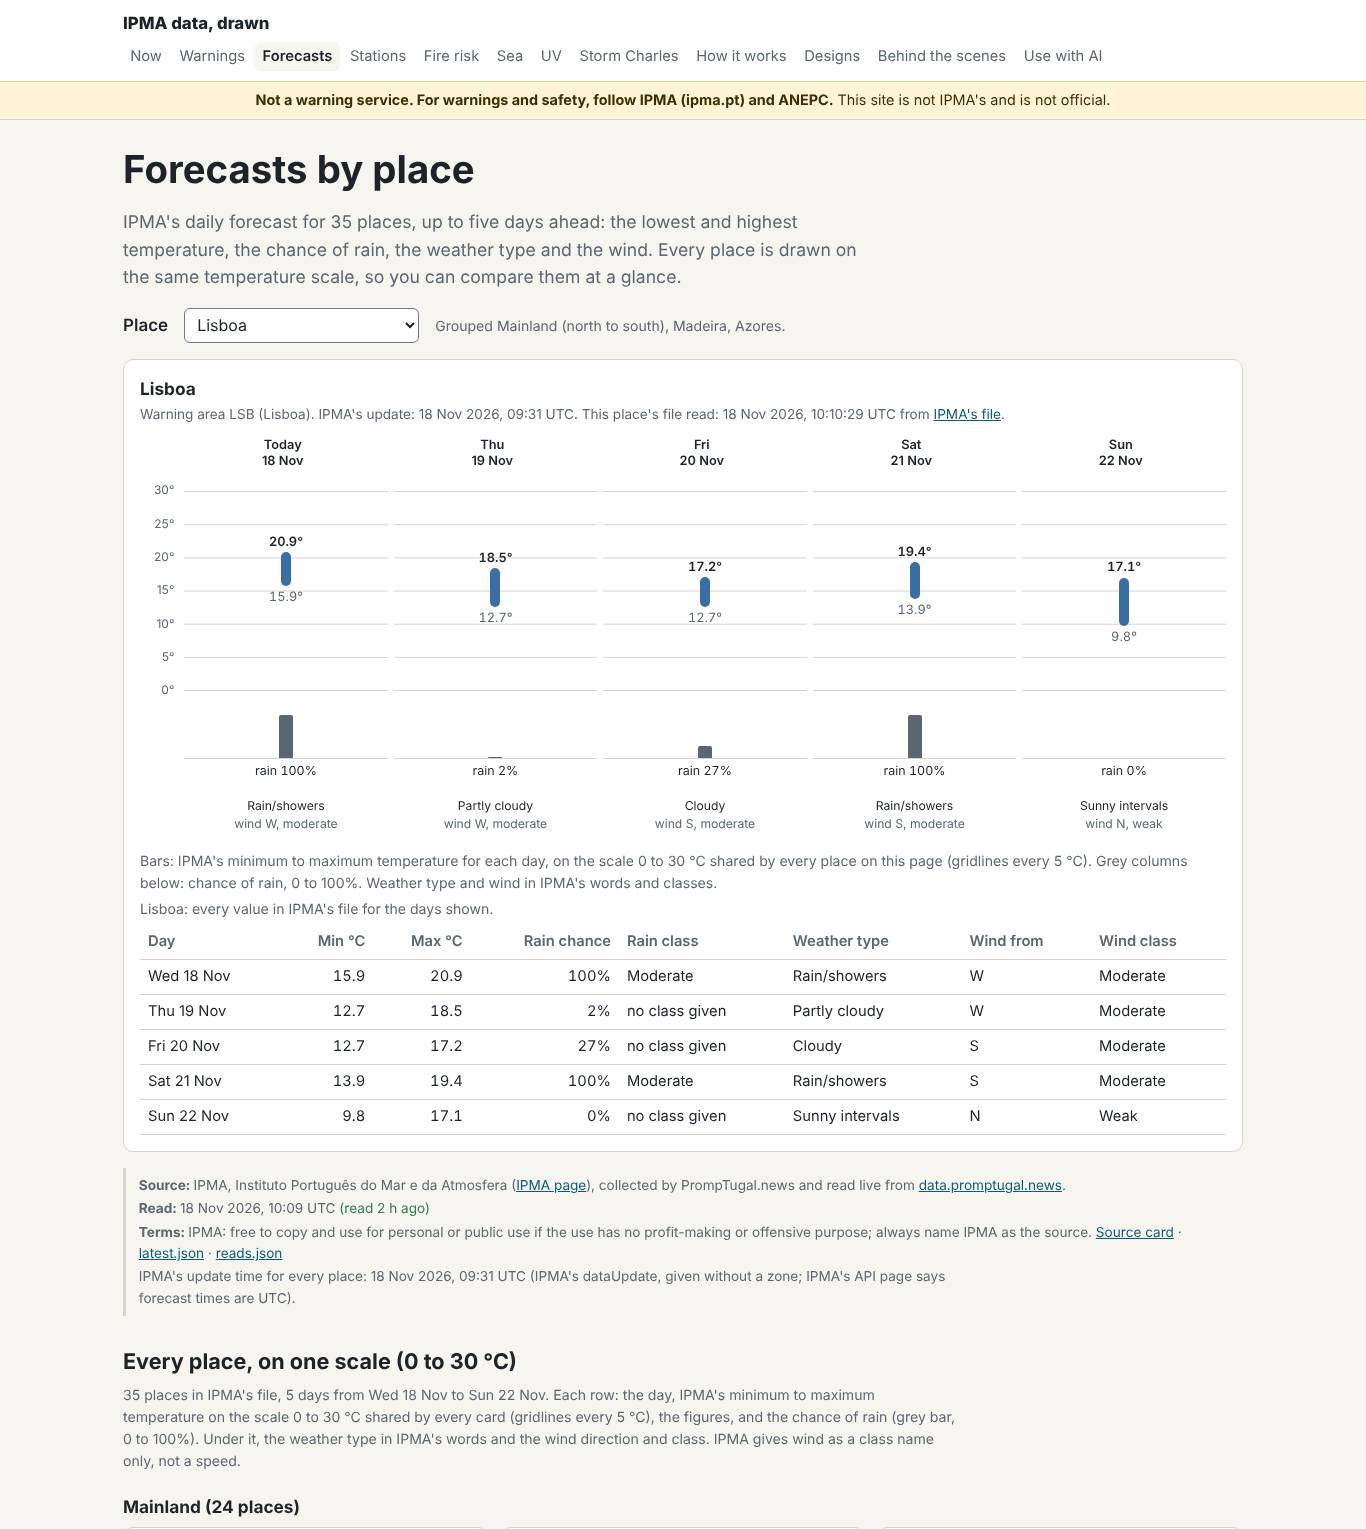 IPMA data, drawn
Now Warnings Forecasts Stations Fire risk Sea UV Storm Charles How it works Designs Behind the scenes Use with AI
Not a warning service. For warnings and safety, follow IPMA (ipma.pt) and ANEPC. This site is not IPMA's and is not official.
Forecasts by place
IPMA's daily forecast for 35 places, up to five days ahead: the lowest and highest
temperature, the chance of rain, the weather type and the wind. Every place is drawn on
the same temperature scale, so you can compare them at a glance.
Place Lisboa Grouped Mainland (north to south), Madeira, Azores.
Lisboa
Warning area LSB (Lisboa). IPMA's update: 18 Nov 2026, 09:31 UTC. This place's file read: 18 Nov 2026, 10:10:29 UTC from IPMA's file.
Today Thu Fri Sat Sun
18 Nov 19 Nov 20 Nov 21 Nov 22 Nov
30°
25°
20°
15°
10°
5°
0°
20.9° 18.5° 17.2° 19.4° 17.1°
15.9° 12.7° 12.7° 13.9° 9.8°
rain 100% rain 2% rain 27% rain 100% rain 0%
Rain/showers Partly cloudy Cloudy Rain/showers Sunny intervals
wind W, moderate wind W, moderate wind S, moderate wind S, moderate wind N, weak
Bars: IPMA's minimum to maximum temperature for each day, on the scale 0 to 30 °C shared by every place on this page (gridlines every 5 °C). Grey columns
below: chance of rain, 0 to 100%. Weather type and wind in IPMA's words and classes.
Lisboa: every value in IPMA's file for the days shown.
Day Min °C Max °C Rain chance Rain class Weather type Wind from Wind class
Wed 18 Nov 15.9 20.9 100% Moderate Rain/showers W Moderate
Thu 19 Nov 12.7 18.5 2% no class given Partly cloudy W Moderate
Fri 20 Nov 12.7 17.2 27% no class given Cloudy S Moderate
Sat 21 Nov 13.9 19.4 100% Moderate Rain/showers S Moderate
Sun 22 Nov 9.8 17.1 0% no class given Sunny intervals N Weak
Source: IPMA, Instituto Português do Mar e da Atmosfera (IPMA page), collected by PrompTugal.news and read live from data.promptugal.news.
Read: 18 Nov 2026, 10:09 UTC (read 2 h ago)
Terms: IPMA: free to copy and use for personal or public use if the use has no profit-making or offensive purpose; always name IPMA as the source. Source card ·
latest.json · reads.json
IPMA's update time for every place: 18 Nov 2026, 09:31 UTC (IPMA's dataUpdate, given without a zone; IPMA's API page says
forecast times are UTC).
Every place, on one scale (0 to 30 °C)
35 places in IPMA's file, 5 days from Wed 18 Nov to Sun 22 Nov. Each row: the day, IPMA's minimum to maximum
temperature on the scale 0 to 30 °C shared by every card (gridlines every 5 °C), the figures, and the chance of rain (grey bar,
0 to 100%). Under it, the weather type in IPMA's words and the wind direction and class. IPMA gives wind as a class name
only, not a speed.
Mainland (24 places)